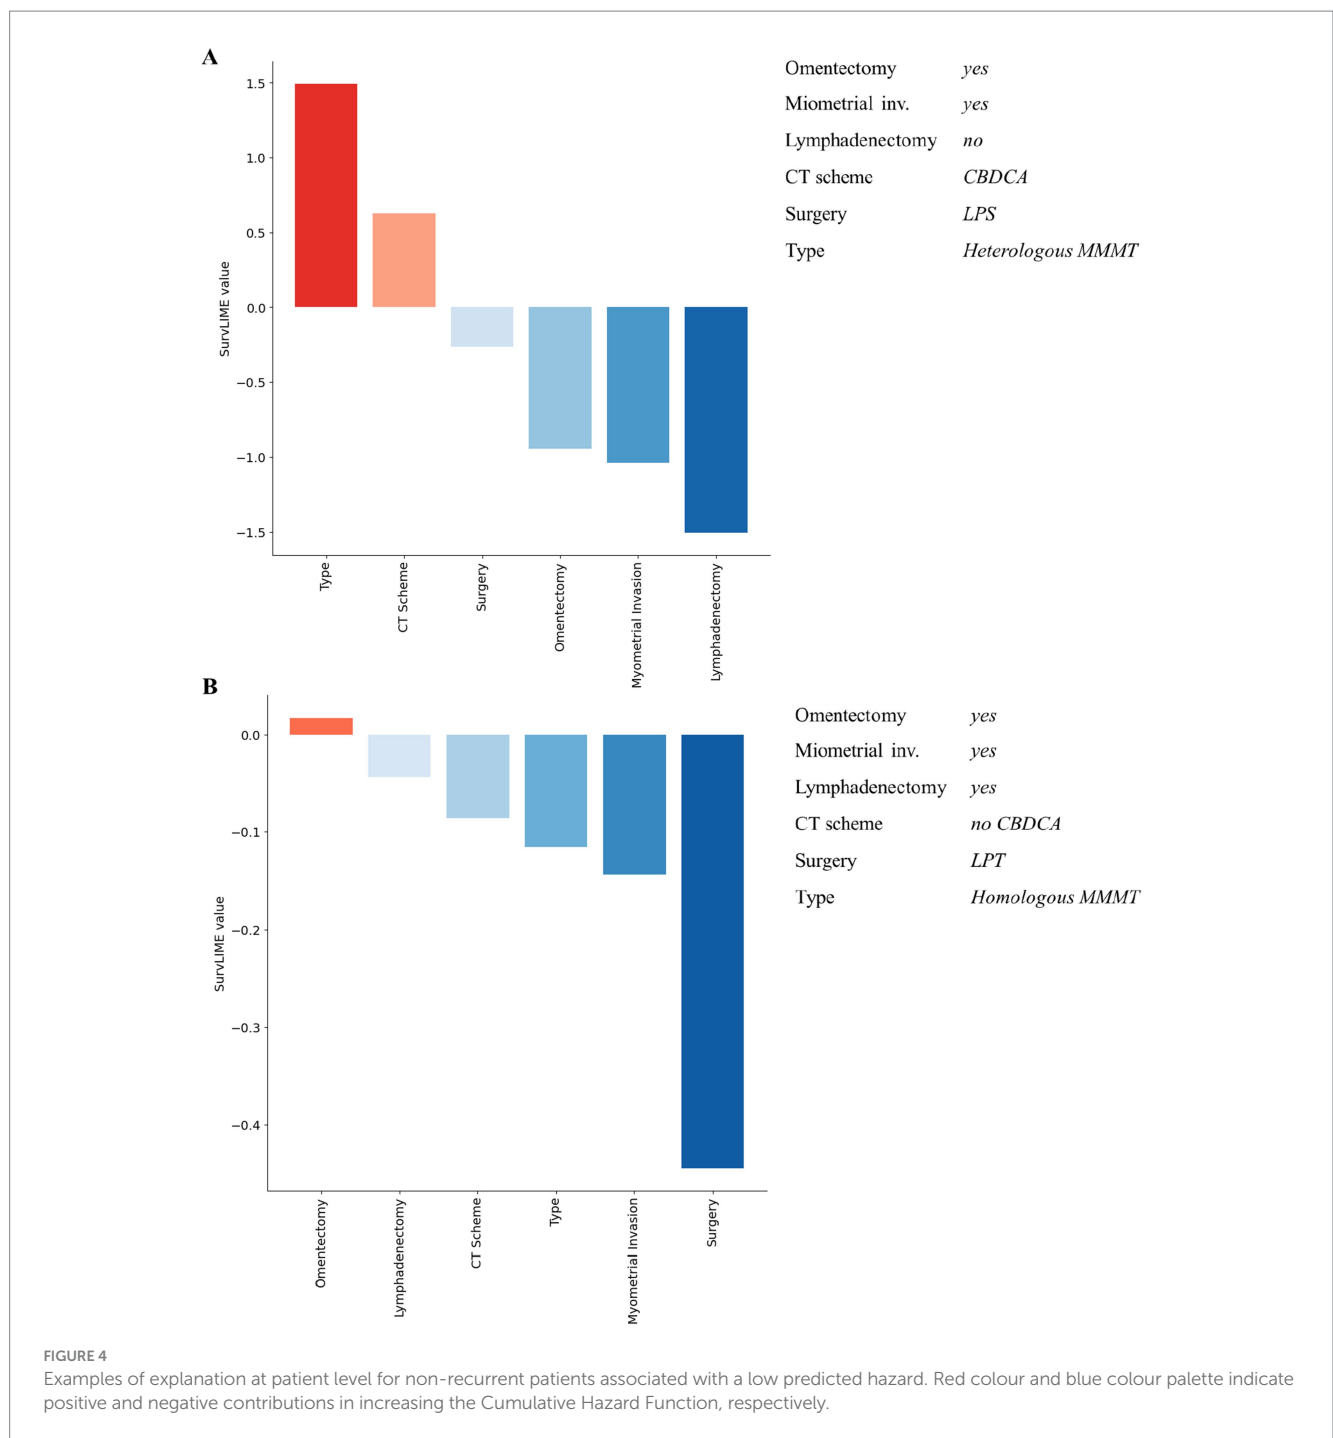 A
1.5
1.0
0.5
0.0
−0.5
−1.0
−1.5
SurvLIME value
Type
CT Scheme
Surgery
Omentectomy
Myometrial Invasion
Lymphadenectomy
Omentectomy yes
Miometrial inv. yes
Lymphadenectomy no
CT scheme CBDCA
Surgery LPS
Type Heterologous MMMT
B
0.0
−0.1
−0.2
−0.3
−0.4
SurvLIME value
Omentectomy
Lymphadenectomy
CT Scheme
Type
Myometrial Invasion
Surgery
Omentectomy yes
Miometrial inv. yes
Lymphadenectomy yes
CT scheme no CBDCA
Surgery LPT
Type Homologous MMMT
FIGURE 4
Examples of explanation at patient level for non-recurrent patients associated with a low predicted hazard. Red colour and blue colour palette indicate
positive and negative contributions in increasing the Cumulative Hazard Function, respectively.